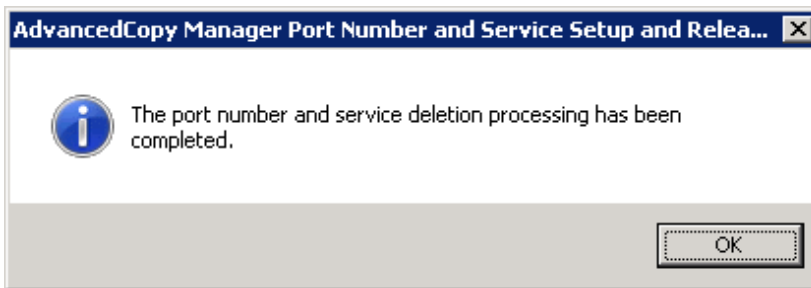 AdvancedCopy Manager Port Number and Service Setup and Relea...
The port number and service deletion processing has been
completed.
OK